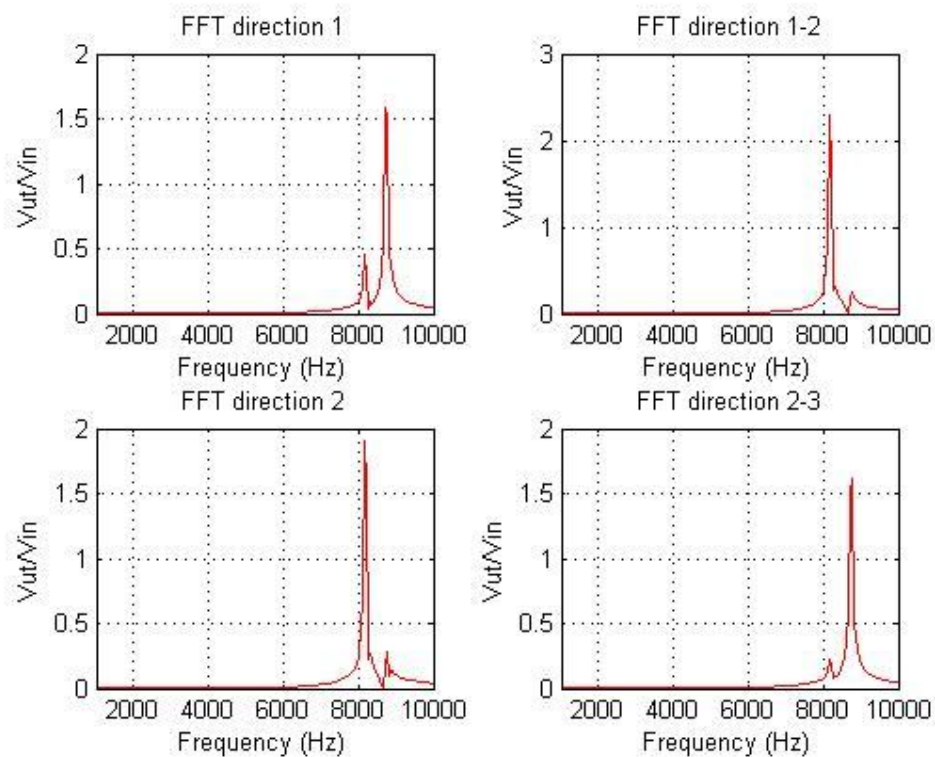 FFT direction 1
2
1.5
1
0.5
0
Vut/Vin
2000 4000 6000 8000 10000
Frequency (Hz)
FFT direction 1-2
3
2
1
0
Vut/Vin
2000 4000 6000 8000 10000
Frequency (Hz)
FFT direction 2
2
1.5
1
0.5
0
Vut/Vin
2000 4000 6000 8000 10000
Frequency (Hz)
FFT direction 2-3
2
1.5
1
0.5
0
Vut/Vin
2000 4000 6000 8000 10000
Frequency (Hz)